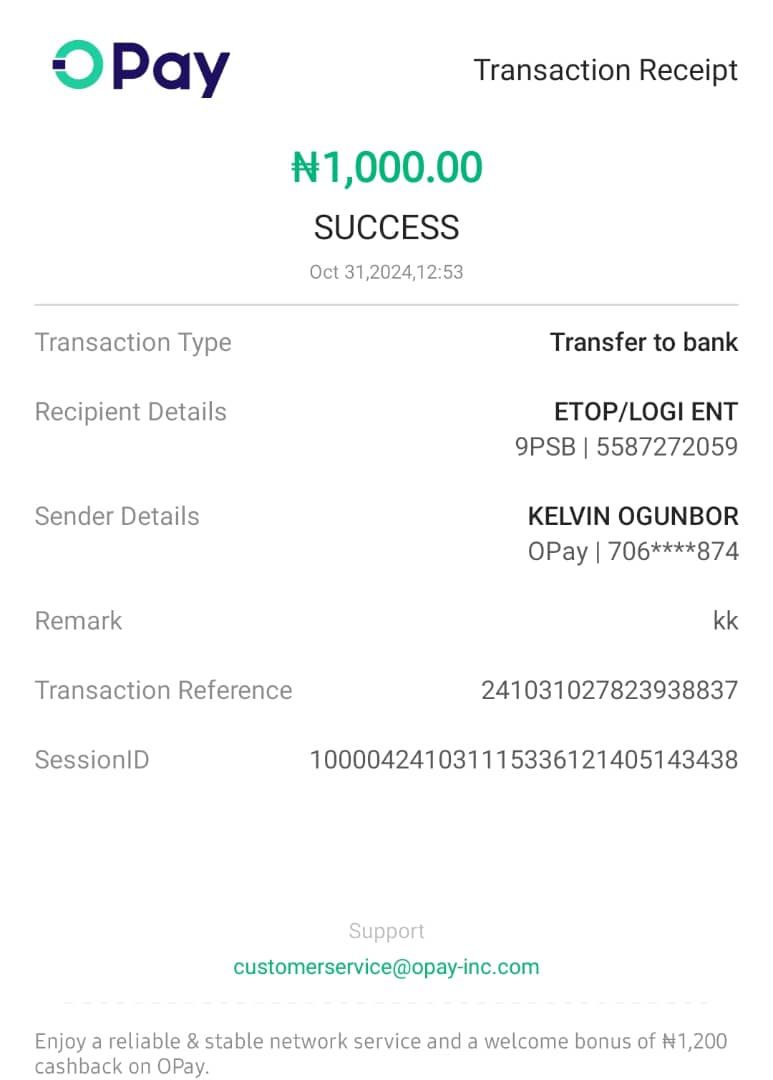 OPay
Transaction Receipt
₦1,000.00
SUCCESS
Oct 31,2024,12:53
Transaction Type Transfer to bank
Recipient Details ETOP/LOGI ENT
9PSB | 5587272059
Sender Details KELVIN OGUNBOR
OPay | 706****874
Remark kk
Transaction Reference 241031027823938837
SessionID 100004241031115336121405143438
Support
customerservice@opay-inc.com
Enjoy a reliable & stable network service and a welcome bonus of ₦1,200
cashback on OPay.